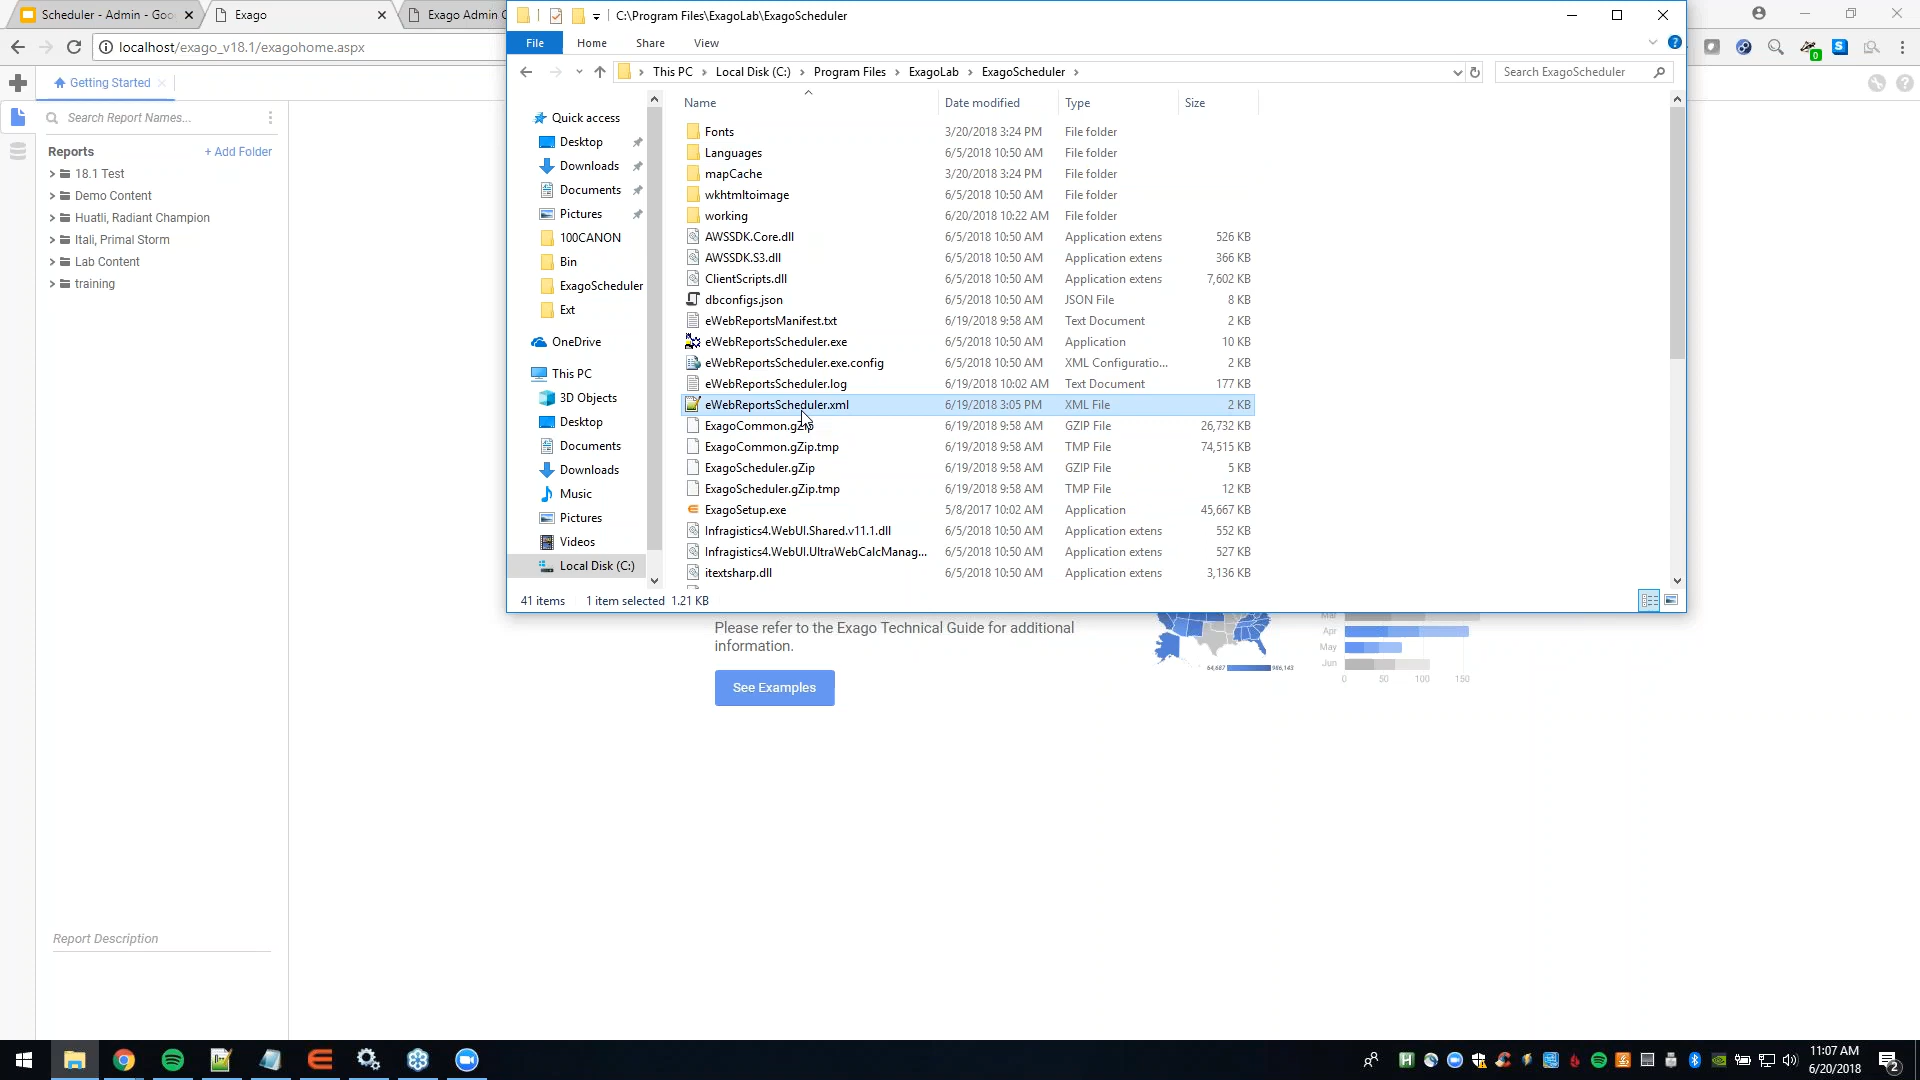 Scheduler - Admin - Goo
Exago
Exago Admin C
localhost/exago_v18.1/exagohome.aspx
Getting Started
Search Report Names...
Reports
+ Add Folder
18.1 Test
Demo Content
Huatli, Radiant Champion
Itali, Primal Storm
Lab Content
training
Report Description
C:\Program Files\ExagoLab\ExagoScheduler
File Home Share View
This PC > Local Disk (C:) > Program Files > ExagoLab > ExagoScheduler >
Search ExagoScheduler
Quick access
Desktop
Downloads
Documents
Pictures
100CANON
Bin
ExagoScheduler
Ext
OneDrive
This PC
3D Objects
Desktop
Documents
Downloads
Music
Pictures
Videos
Local Disk (C:)
Name Date modified Type Size
Fonts 3/20/2018 3:24 PM File folder
Languages 6/5/2018 10:50 AM File folder
mapCache 3/20/2018 3:24 PM File folder
wkhtmltoimage 6/5/2018 10:50 AM File folder
working 6/20/2018 10:22 AM File folder
AWSSDK.Core.dll 6/5/2018 10:50 AM Application extens 526 KB
AWSSDK.S3.dll 6/5/2018 10:50 AM Application extens 366 KB
ClientScripts.dll 6/5/2018 10:50 AM Application extens 7,602 KB
dbconfigs.json 6/5/2018 10:50 AM JSON File 8 KB
eWebReportsManifest.txt 6/19/2018 9:58 AM Text Document 2 KB
eWebReportsScheduler.exe 6/5/2018 10:50 AM Application 10 KB
eWebReportsScheduler.exe.config 6/5/2018 10:50 AM XML Configuratio... 2 KB
eWebReportsScheduler.log 6/19/2018 10:02 AM Text Document 177 KB
eWebReportsScheduler.xml 6/19/2018 3:05 PM XML File 2 KB
ExagoCommon.gZip 6/19/2018 9:58 AM GZIP File 26,732 KB
ExagoCommon.gZip.tmp 6/19/2018 9:58 AM TMP File 74,515 KB
ExagoScheduler.gZip 6/19/2018 9:58 AM GZIP File 5 KB
ExagoScheduler.gZip.tmp 6/19/2018 9:58 AM TMP File 12 KB
ExagoSetup.exe 5/8/2017 10:02 AM Application 45,667 KB
Infragistics4.WebUI.Shared.v11.1.dll 6/5/2018 10:50 AM Application extens 552 KB
Infragistics4.WebUI.UltraWebCalcManag... 6/5/2018 10:50 AM Application extens 527 KB
itextsharp.dll 6/5/2018 10:50 AM Application extens 3,136 KB
41 items 1 item selected 1.21 KB
Please refer to the Exago Technical Guide for additional
information.
See Examples
64,687 986,143
Mar
Apr
May
Jun
0 50 100 150
11:07 AM
6/20/2018
2